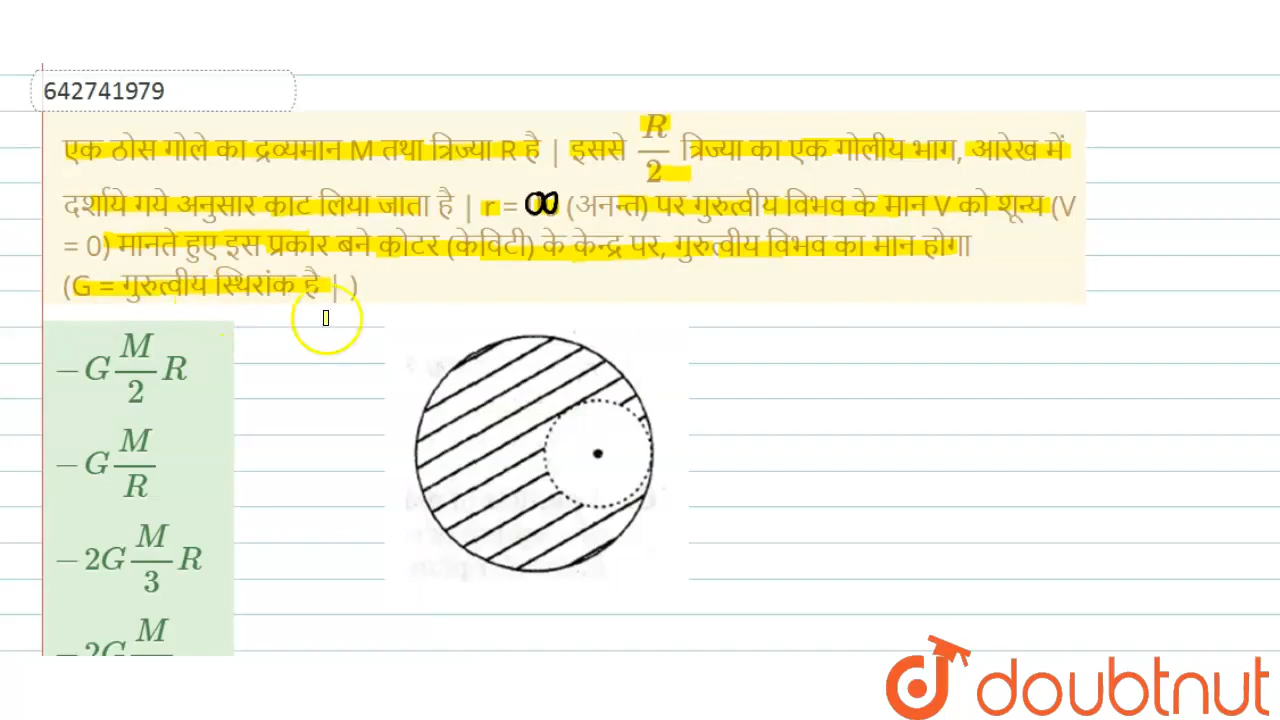 642741979
एक ठोस गोले का द्रव्यमान M तथा त्रिज्या R है | इससे R/2 त्रिज्या का एक गोलीय भाग, आरेख में
दर्शाये गये अनुसार काट लिया जाता है | r = ∞ (अनन्त) पर गुरुत्वीय विभव के मान V को शून्य (V
= 0) मानते हुए इस प्रकार बने कोटर (केविटी) के केन्द्र पर, गुरुत्वीय विभव का मान होगा
(G = गुरुत्वीय स्थिरांक है | )
−G M/2 R
−G M/R
−2G M/3 R
−2G M
doubtnut